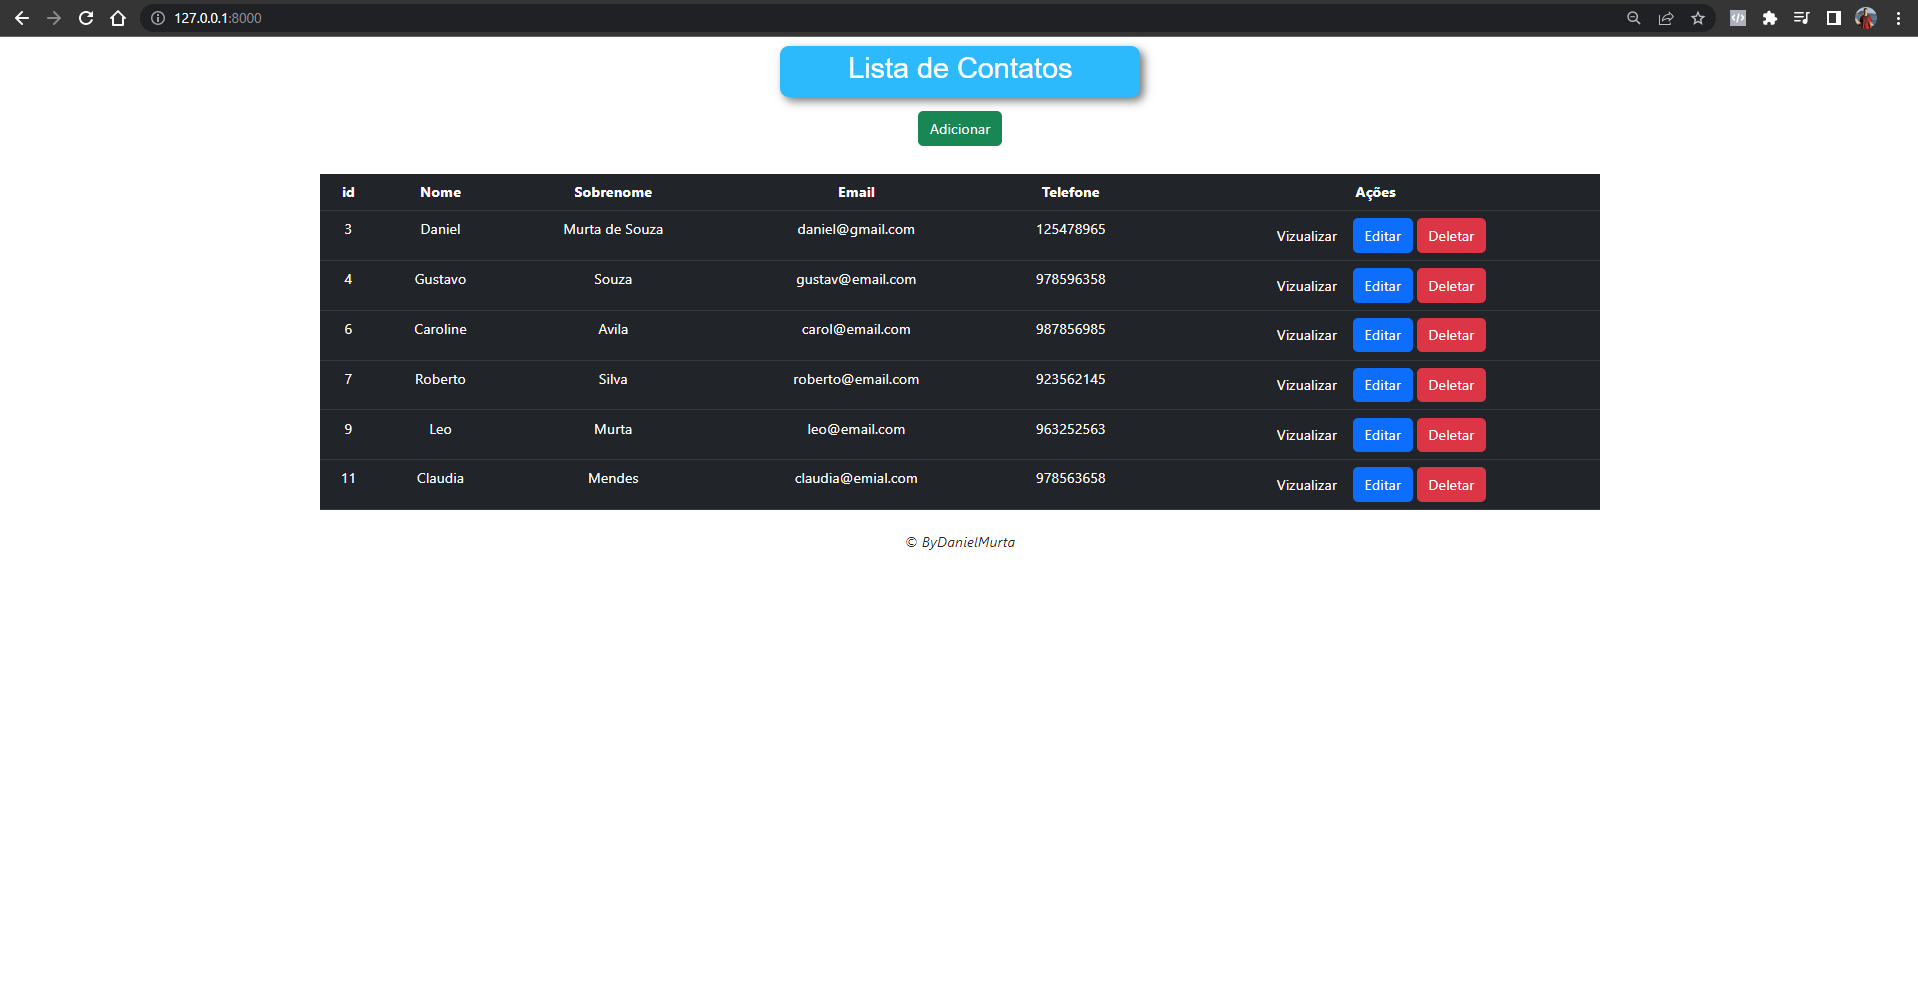 127.0.0.1:8000
Lista de Contatos
Adicionar
id Nome Sobrenome Email Telefone Ações
3 Daniel Murta de Souza daniel@gmail.com 125478965 Vizualizar Editar Deletar
4 Gustavo Souza gustav@email.com 978596358 Vizualizar Editar Deletar
6 Caroline Avila carol@email.com 987856985 Vizualizar Editar Deletar
7 Roberto Silva roberto@email.com 923562145 Vizualizar Editar Deletar
9 Leo Murta leo@email.com 963252563 Vizualizar Editar Deletar
11 Claudia Mendes claudia@emial.com 978563658 Vizualizar Editar Deletar
© ByDanielMurta